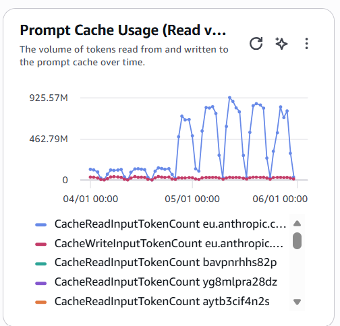 Prompt Cache Usage (Read v…
The volume of tokens read from and written to
the prompt cache over time.
925.57M
462.79M
0
04/01 00:00 05/01 00:00 06/01 00:00
CacheReadInputTokenCount eu.anthropic.c…
CacheWriteInputTokenCount eu.anthropic.…
CacheReadInputTokenCount bavpnrhhs82p
CacheReadInputTokenCount yg8mlpra28dz
CacheReadInputTokenCount aytb3cif4n2s